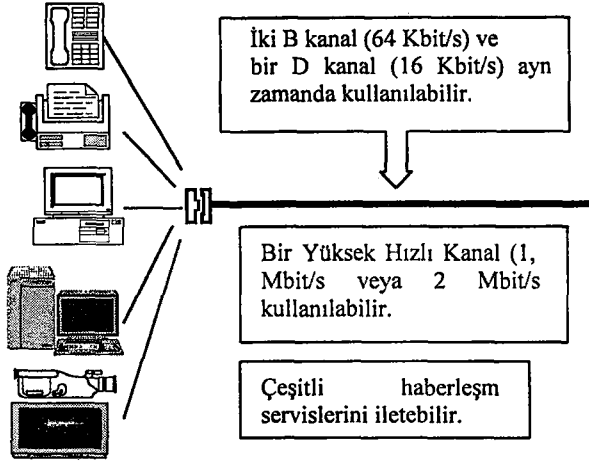 İki B kanal (64 Kbit/s) ve
bir D kanal (16 Kbit/s) ayn
zamanda kullanılabilir.
Bir Yüksek Hızlı Kanal (1,
Mbit/s veya 2 Mbit/s
kullanılabilir.
Çeşitli haberleşm
servislerini iletebilir.